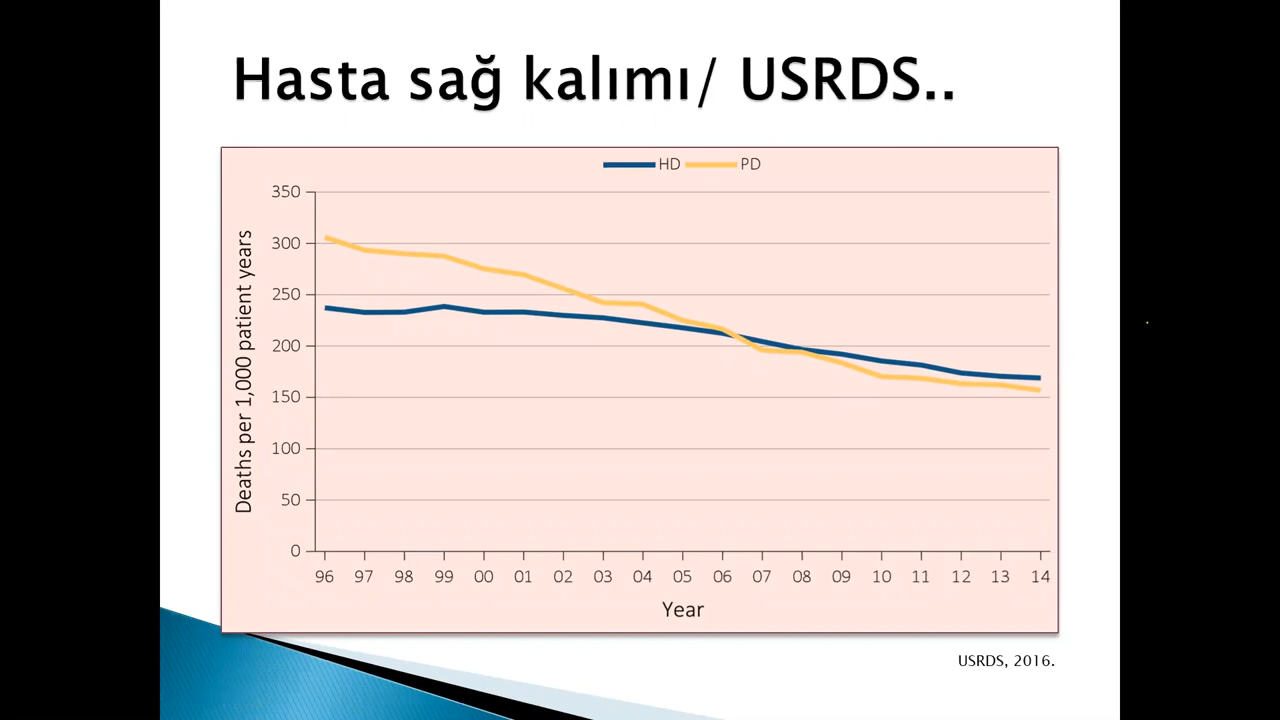 Hasta sağ kalımı/ USRDS..
HD PD
Deaths per 1,000 patient years
350
300
250
200
150
100
50
0
96 97 98 99 00 01 02 03 04 05 06 07 08 09 10 11 12 13 14
Year
USRDS, 2016.